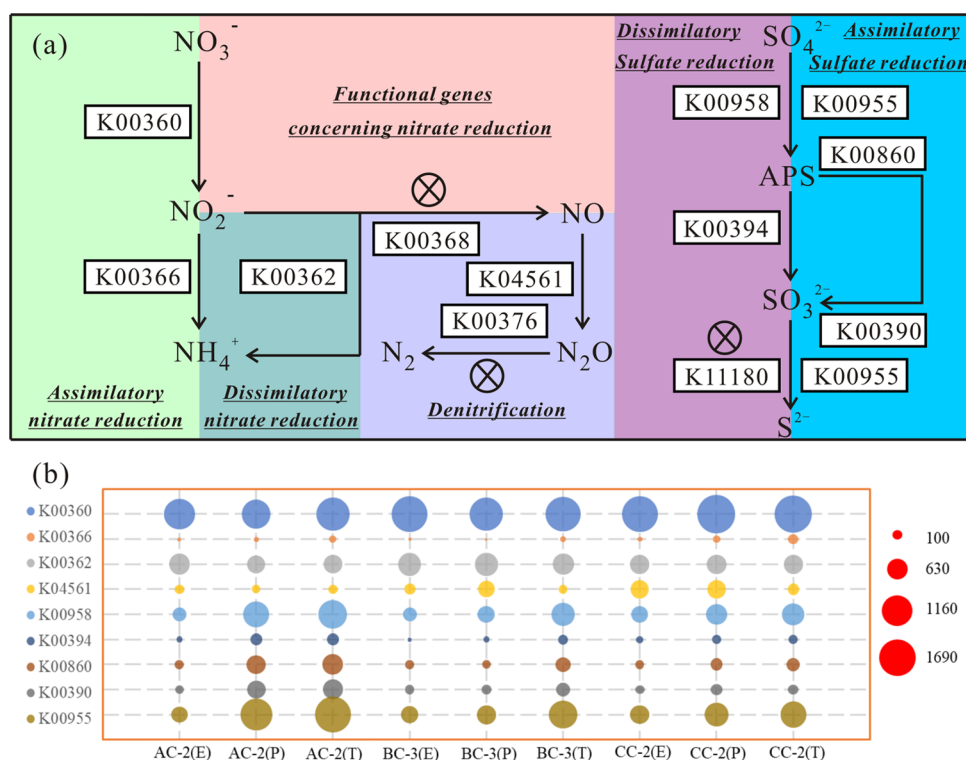 (a)
NO₃⁻
Dissimilatory
Sulfate reduction
SO₄²⁻
Assimilatory
Sulfate reduction
K00360
Functional genes
concerning nitrate reduction
K00958
K00955
K00860
APS
NO₂⁻
NO
K00368
K00394
K00366
K00362
K04561
K00376
SO₃²⁻
K00390
NH₄⁺
N₂
N₂O
K11180
K00955
Assimilatory
nitrate reduction
Dissimilatory
nitrate reduction
Denitrification
S²⁻
(b)
K00360
K00366
K00362
K04561
K00958
K00394
K00860
K00390
K00955
100
630
1160
1690
AC-2(E) AC-2(P) AC-2(T) BC-3(E) BC-3(P) BC-3(T) CC-2(E) CC-2(P) CC-2(T)